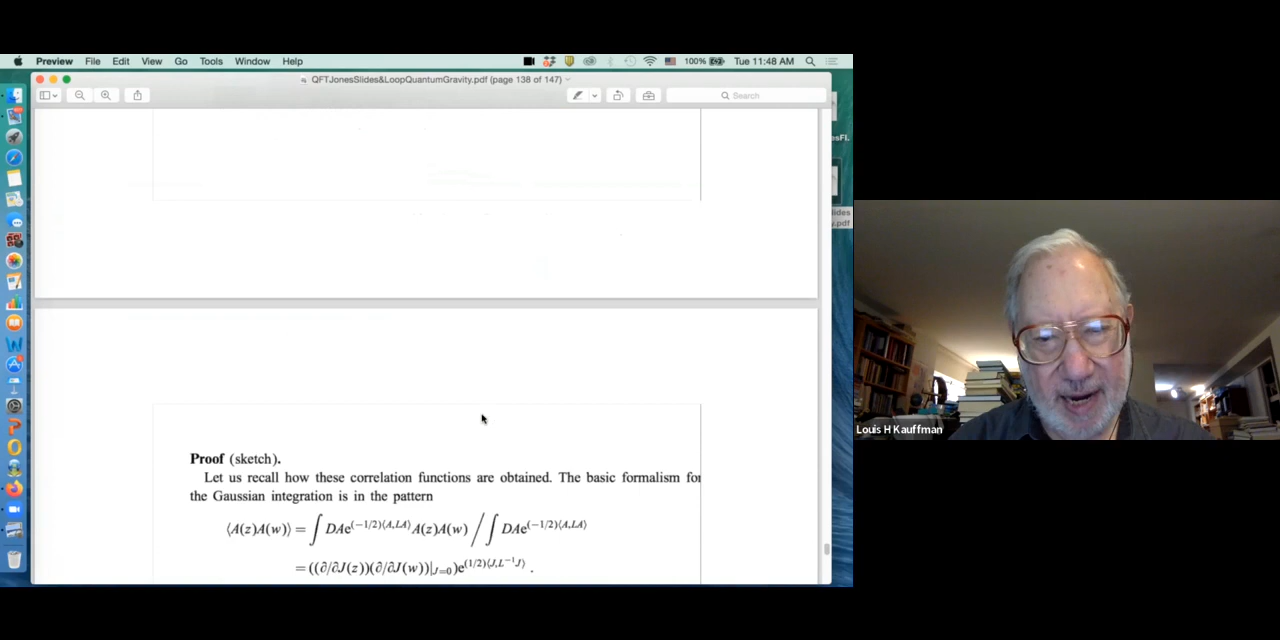 Preview File Edit View Go Tools Window Help
100% Tue 11:48 AM
QFTJonesSlides&LoopQuantumGravity.pdf (page 138 of 147)
Search
esFl.
lides
y.pdf
Proof (sketch).
Let us recall how these correlation functions are obtained. The basic formalism for
the Gaussian integration is in the pattern
⟨A(z)A(w)⟩ = ∫ DAe^{(−1/2)⟨A,LA⟩} A(z)A(w) / ∫ DAe^{(−1/2)⟨A,LA⟩}
= ((∂/∂J(z))(∂/∂J(w))|_{J=0})e^{(1/2)⟨J,L^{−1}J⟩} .
Louis H Kauffman